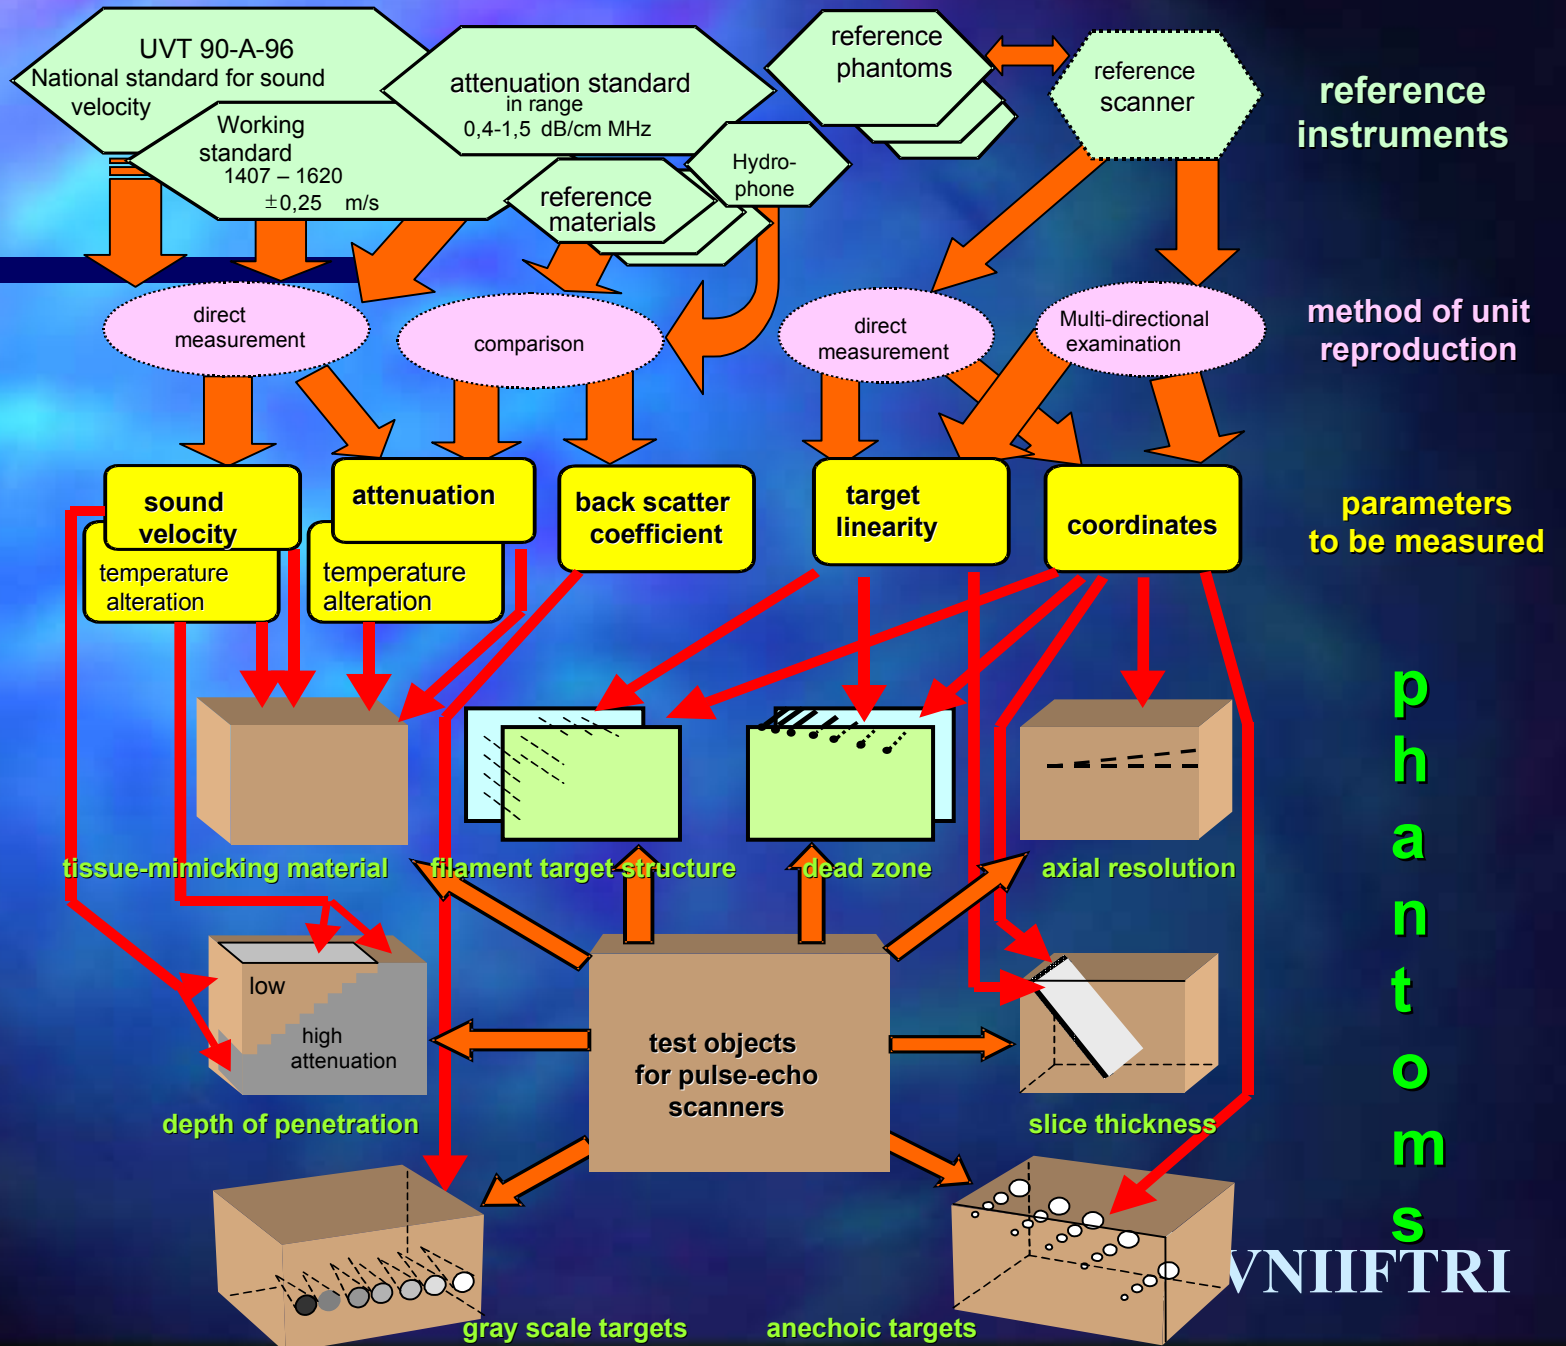 UVT 90-A-96
National standard for sound
velocity
Working
standard
1407 – 1620
±0,25 m/s
attenuation standard
in range
0,4-1,5 dB/cm MHz
reference
materials
Hydro-
phone
reference
phantoms
reference
scanner
reference
instruments
direct
measurement
comparison
direct
measurement
Multi-directional
examination
method of unit
reproduction
sound
velocity
temperature
alteration
attenuation
temperature
alteration
back scatter
coefficient
target
linearity
coordinates
parameters
to be measured
tissue-mimicking material
filament target structure
dead zone
axial resolution
low
high
attenuation
depth of penetration
test objects
for pulse-echo
scanners
slice thickness
gray scale targets
anechoic targets
p
h
a
n
t
o
m
s
VNIIFTRI